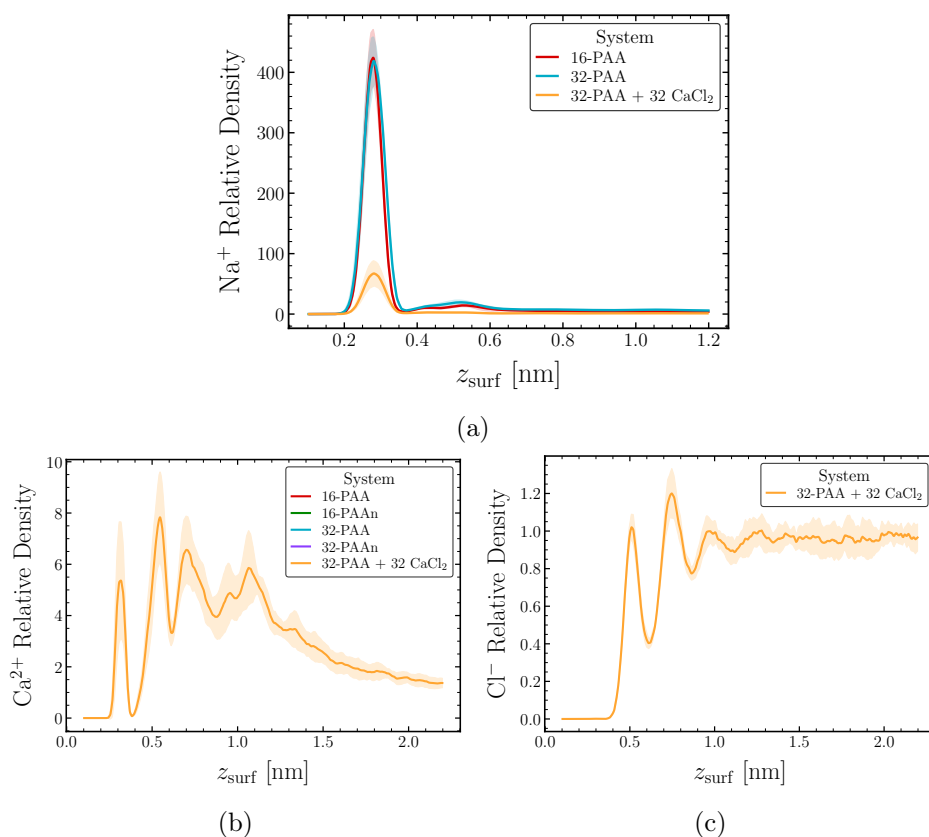 Na⁺ Relative Density
400
300
200
100
0
System
16-PAA
32-PAA
32-PAA + 32 CaCl₂
0.2 0.4 0.6 0.8 1.0 1.2
z_surf [nm]
(a)
Ca²⁺ Relative Density
10
8
6
4
2
0
System
16-PAA
16-PAAn
32-PAA
32-PAAn
32-PAA + 32 CaCl₂
0.0 0.5 1.0 1.5 2.0
z_surf [nm]
(b)
Cl⁻ Relative Density
1.2
1.0
0.8
0.6
0.4
0.2
0.0
System
32-PAA + 32 CaCl₂
0.0 0.5 1.0 1.5 2.0
z_surf [nm]
(c)